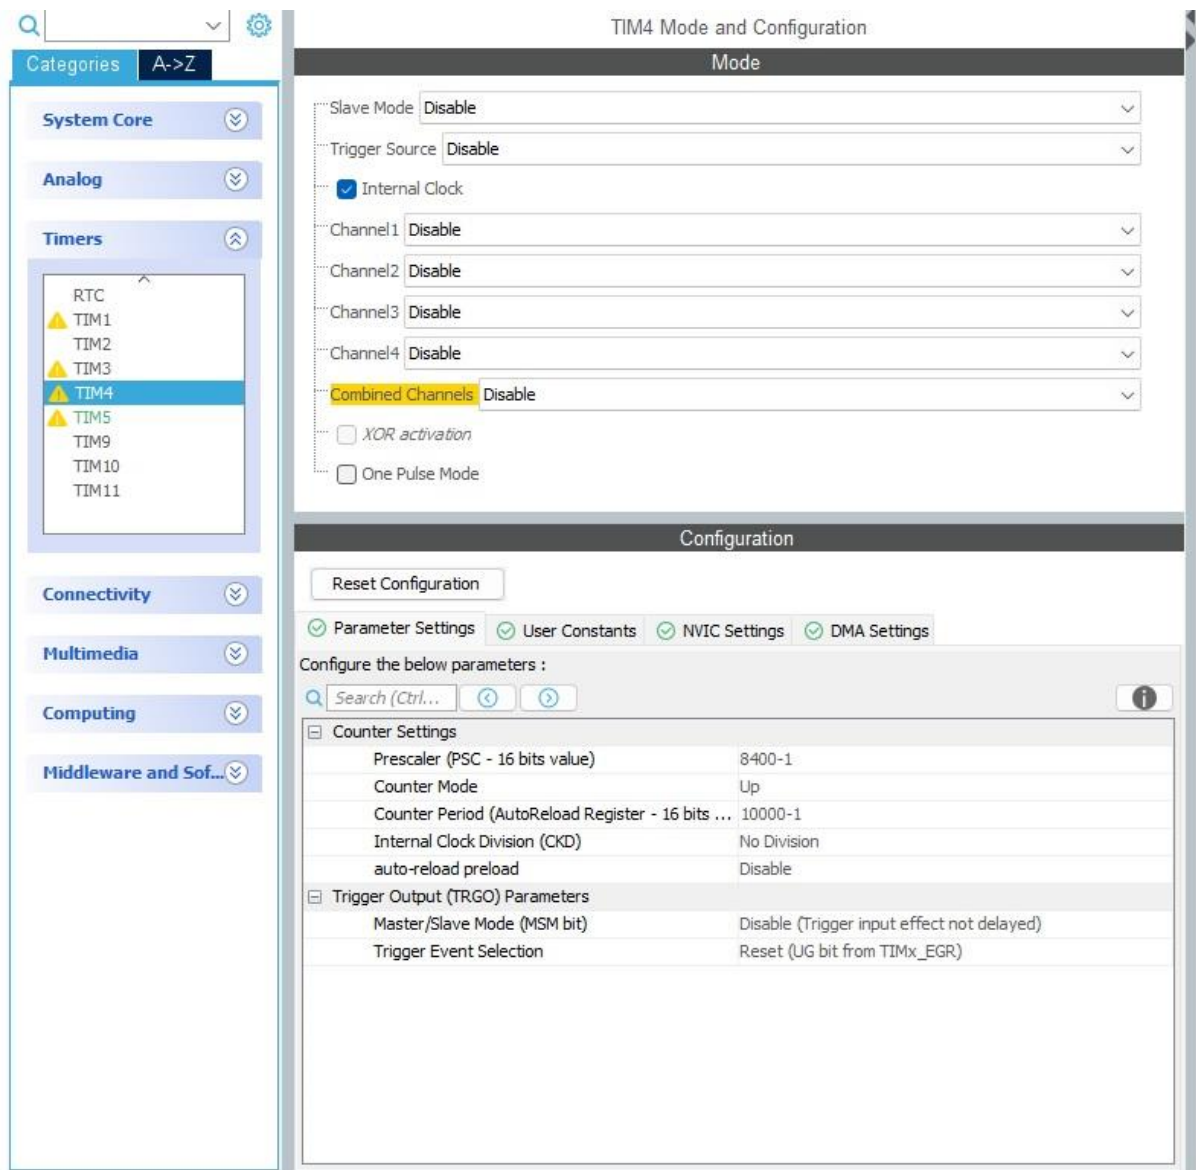 Categories A->Z
System Core
Analog
Timers
RTC
TIM1
TIM2
TIM3
TIM4
TIM5
TIM9
TIM10
TIM11
Connectivity
Multimedia
Computing
Middleware and Sof...
TIM4 Mode and Configuration
Mode
Slave Mode Disable
Trigger Source Disable
Internal Clock
Channel1 Disable
Channel2 Disable
Channel3 Disable
Channel4 Disable
Combined Channels Disable
XOR activation
One Pulse Mode
Configuration
Reset Configuration
Parameter Settings User Constants NVIC Settings DMA Settings
Configure the below parameters :
Search (Ctrl...
Counter Settings
Prescaler (PSC - 16 bits value) 8400-1
Counter Mode Up
Counter Period (AutoReload Register - 16 bits ... 10000-1
Internal Clock Division (CKD) No Division
auto-reload preload Disable
Trigger Output (TRGO) Parameters
Master/Slave Mode (MSM bit) Disable (Trigger input effect not delayed)
Trigger Event Selection Reset (UG bit from TIMx_EGR)